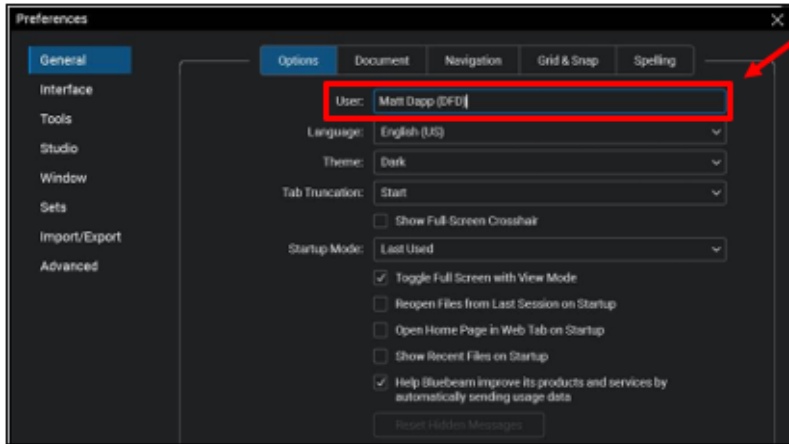 Preferences
General
Interface
Tools
Studio
Window
Sets
Import/Export
Advanced
Options Document Navigation Grid & Snap Spelling
User: Matt Dapp (DFD)
Language: English (US)
Theme: Dark
Tab Truncation: Start
Show Full-Screen Crosshair
Startup Mode: Last Used
Toggle Full Screen with View Mode
Reopen Files from Last Session on Startup
Open Home Page in Web Tab on Startup
Show Recent Files on Startup
Help Bluebeam improve its products and services by
automatically sending usage data
Reset Hidden Messages